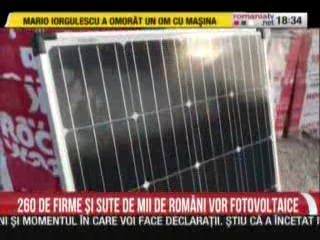 MARIO IORGULESCU A OMORÂT UN OM CU MAȘINA
romaniatv
.net
18:34
260 DE FIRME ȘI SUTE DE MII DE ROMÂNI VOR FOTOVOLTAICE
NI ȘI MOMENTUL ÎN CARE VOI FACE DECLARAȚII. ȘTIU CĂ A ÎNCETAT